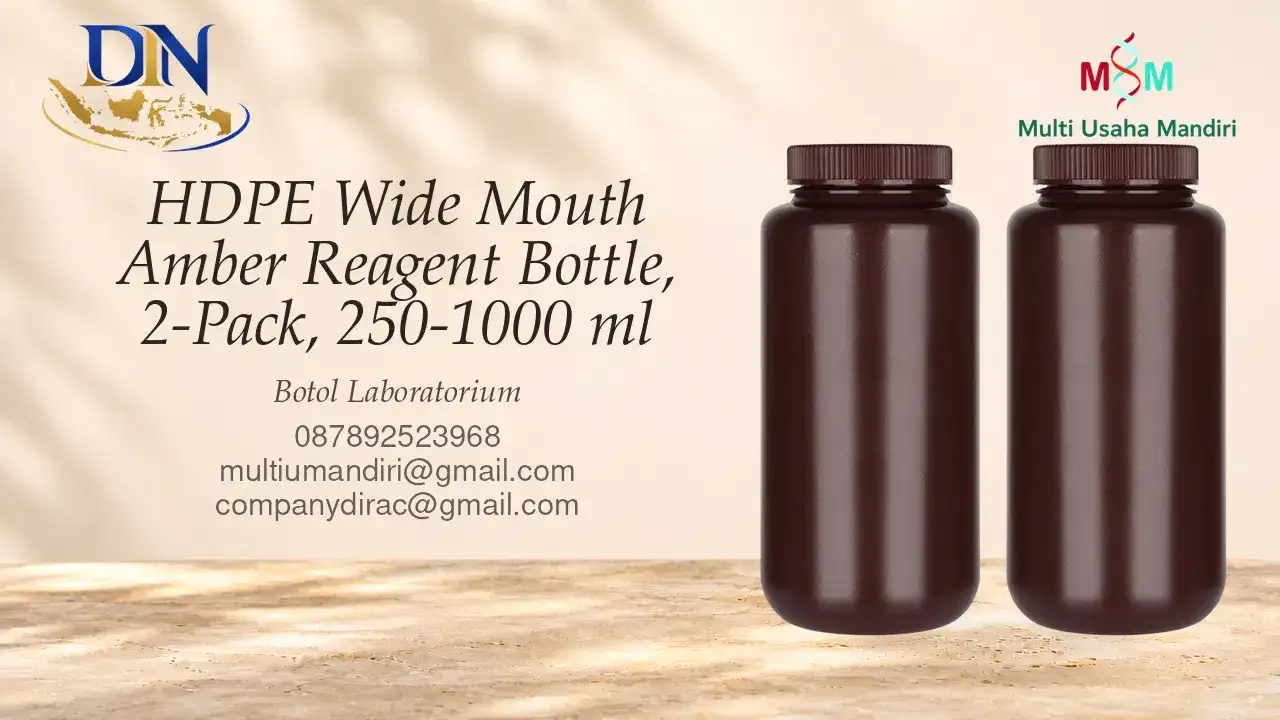 DIN
MSM
Multi Usaha Mandiri
HDPE Wide Mouth
Amber Reagent Bottle,
2-Pack, 250-1000 ml
Botol Laboratorium
087892523968
multiumandiri@gmail.com
companydirac@gmail.com